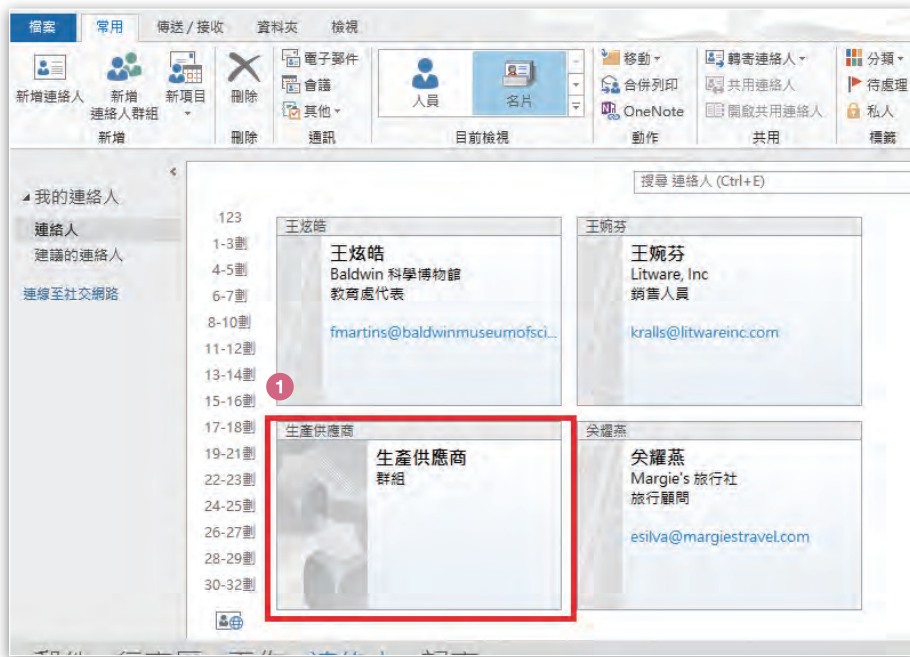 檔案 常用 傳送 / 接收 資料夾 檢視
新增連絡人 新增 連絡人群組 新項目
刪除
電子郵件
會議
其他
人員 名片
移動
合併列印
OneNote
轉寄連絡人
共用連絡人
開啟共用連絡人
分類
待處理
私人
新增 刪除 通訊 目前檢視 動作 共用 標籤
搜尋 連絡人 (Ctrl+E)
我的連絡人
連絡人
建議的連絡人
連線至社交網路
123
1-3劃
4-5劃
6-7劃
8-10劃
11-12劃
13-14劃
15-16劃
17-18劃
19-21劃
22-23劃
24-25劃
26-27劃
28-29劃
30-32劃
王炫皓
王炫皓
Baldwin 科學博物館
教育處代表
fmartins@baldwinmuseumofsci...
王婉芬
王婉芬
Litware, Inc
銷售人員
kralls@litwareinc.com
1
生產供應商
生產供應商
群組
尖耀燕
尖耀燕
Margie's 旅行社
旅行顧問
esilva@margiestravel.com